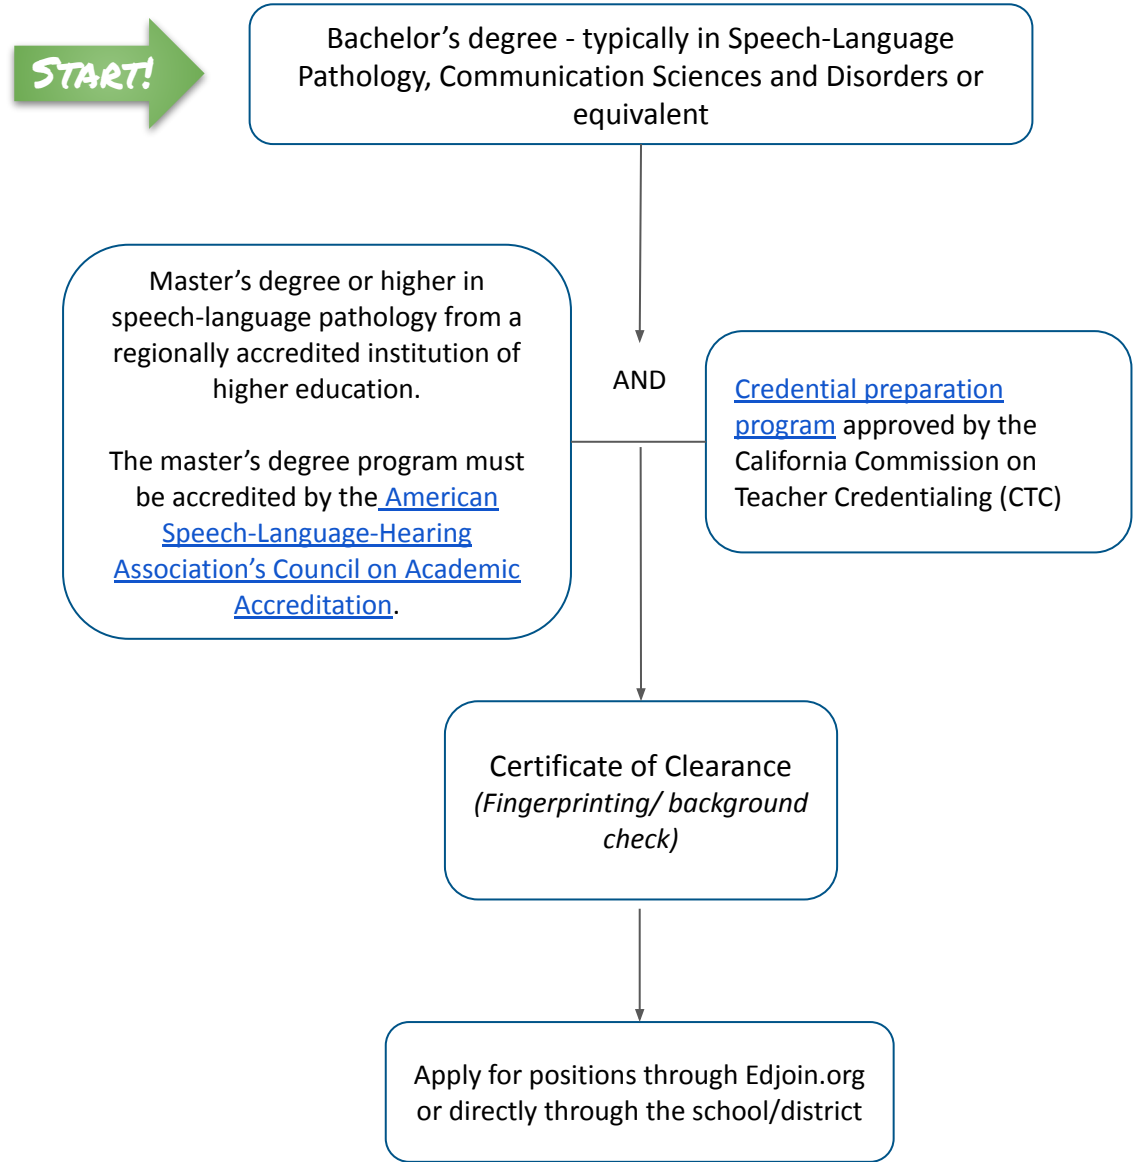 START!
Bachelor’s degree - typically in Speech-Language
Pathology, Communication Sciences and Disorders or
equivalent
Master’s degree or higher in
speech-language pathology from a
regionally accredited institution of
higher education.
The master’s degree program must
be accredited by the American
Speech-Language-Hearing
Association’s Council on Academic
Accreditation.
AND
Credential preparation
program approved by the
California Commission on
Teacher Credentialing (CTC)
Certificate of Clearance
(Fingerprinting/ background
check)
Apply for positions through Edjoin.org
or directly through the school/district